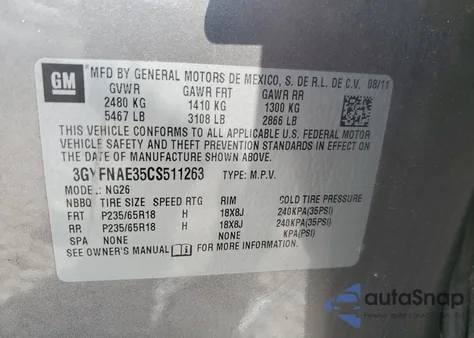 GM
MFD BY GENERAL MOTORS DE MEXICO, S. DE R.L. DE C.V. 08/11
GVWR GAWR FRT GAWR RR
2480 KG 1410 KG 1300 KG
5467 LB 3108 LB 2866 LB
THIS VEHICLE CONFORMS TO ALL APPLICABLE U.S. FEDERAL MOTOR
VEHICLE SAFETY AND THEFT PREVENTION STANDARDS IN EFFECT ON
THE DATE OF MANUFACTURE SHOWN ABOVE.
3GYFNAE35CS511263 TYPE: M.P.V.
MODEL: NG26
NBBQ TIRE SIZE SPEED RTG RIM COLD TIRE PRESSURE
FRT P235/65R18 H 18X8J 240KPA(35PSI)
RR P235/65R18 H 18X8J 240KPA(35PSI)
SPA NONE NONE KPA(PSI)
SEE OWNER'S MANUAL FOR MORE INFORMATION.
autoSnap